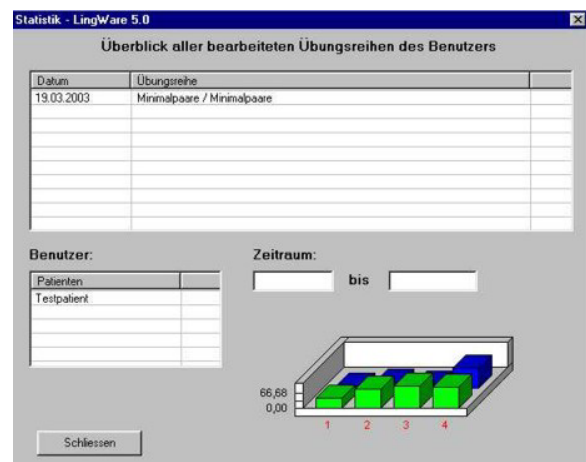 Statistik - LingWare 5.0
Überblick aller bearbeiteten Übungsreihen des Benutzers
Datum Übungsreihe
19.03.2003 Minimalpaare / Minimalpaare
Benutzer:
Zeitraum:
Patienten
bis
Testpatient
66,68
0,00
1 2 3 4
Schliessen